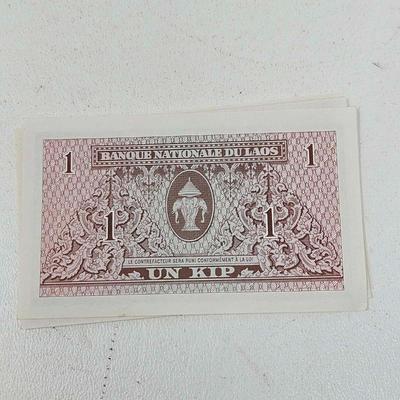 BANQUE NATIONALE DU LAOS
1 1
1 1
LE CONTREFACTEUR SERA PUNI CONFORMÉMENT À LA LOI
UN KIP